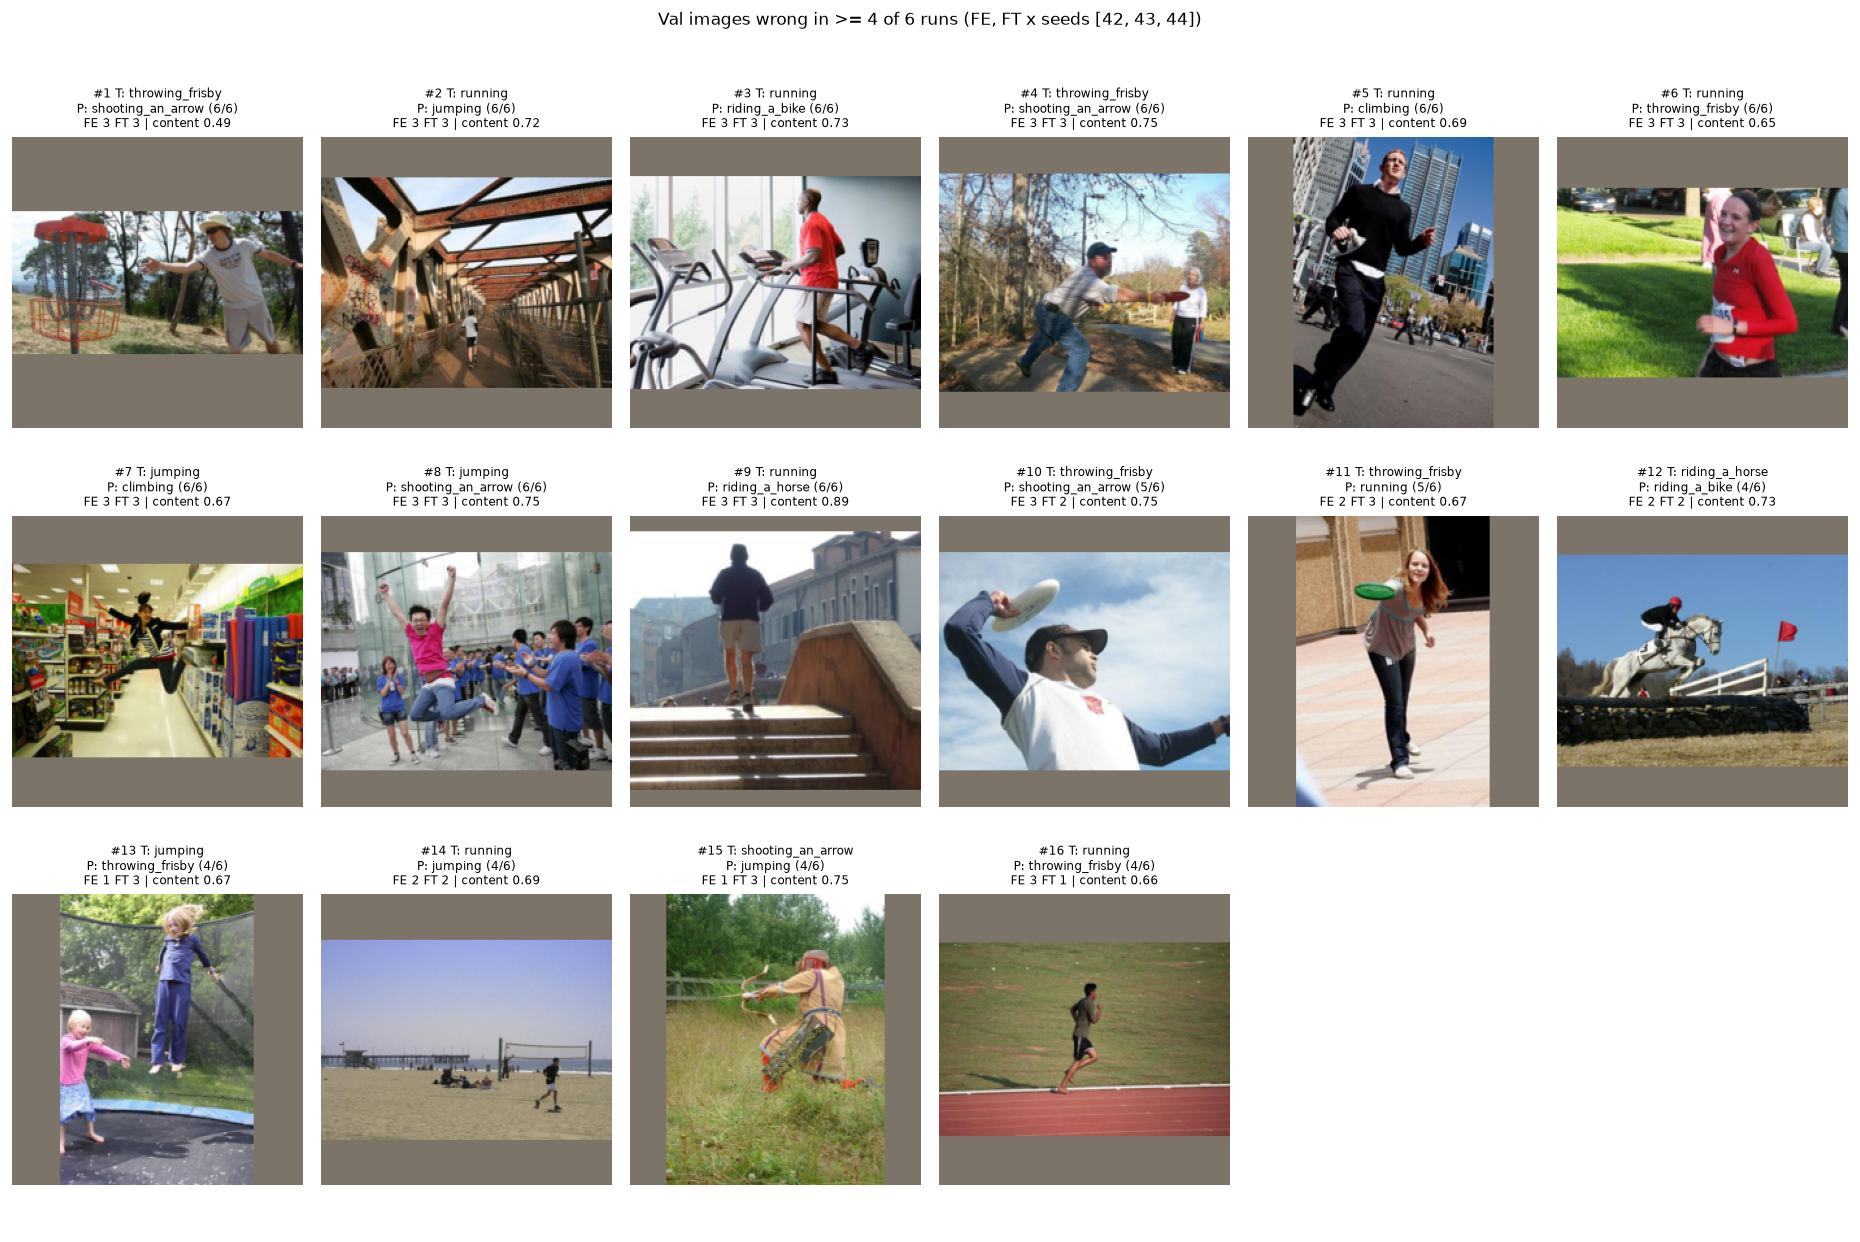 Val images wrong in >= 4 of 6 runs (FE, FT x seeds [42, 43, 44])
#1 T: throwing_frisby
P: shooting_an_arrow (6/6)
FE 3 FT 3 | content 0.49
#2 T: running
P: jumping (6/6)
FE 3 FT 3 | content 0.72
#3 T: running
P: riding_a_bike (6/6)
FE 3 FT 3 | content 0.73
#4 T: throwing_frisby
P: shooting_an_arrow (6/6)
FE 3 FT 3 | content 0.75
#5 T: running
P: climbing (6/6)
FE 3 FT 3 | content 0.69
#6 T: running
P: throwing_frisby (6/6)
FE 3 FT 3 | content 0.65
#7 T: jumping
P: climbing (6/6)
FE 3 FT 3 | content 0.67
#8 T: jumping
P: shooting_an_arrow (6/6)
FE 3 FT 3 | content 0.75
#9 T: running
P: riding_a_horse (6/6)
FE 3 FT 3 | content 0.89
#10 T: throwing_frisby
P: shooting_an_arrow (5/6)
FE 3 FT 2 | content 0.75
#11 T: throwing_frisby
P: running (5/6)
FE 2 FT 3 | content 0.67
#12 T: riding_a_horse
P: riding_a_bike (4/6)
FE 2 FT 2 | content 0.73
#13 T: jumping
P: throwing_frisby (4/6)
FE 1 FT 3 | content 0.67
#14 T: running
P: jumping (4/6)
FE 2 FT 2 | content 0.69
#15 T: shooting_an_arrow
P: jumping (4/6)
FE 1 FT 3 | content 0.75
#16 T: running
P: throwing_frisby (4/6)
FE 3 FT 1 | content 0.66